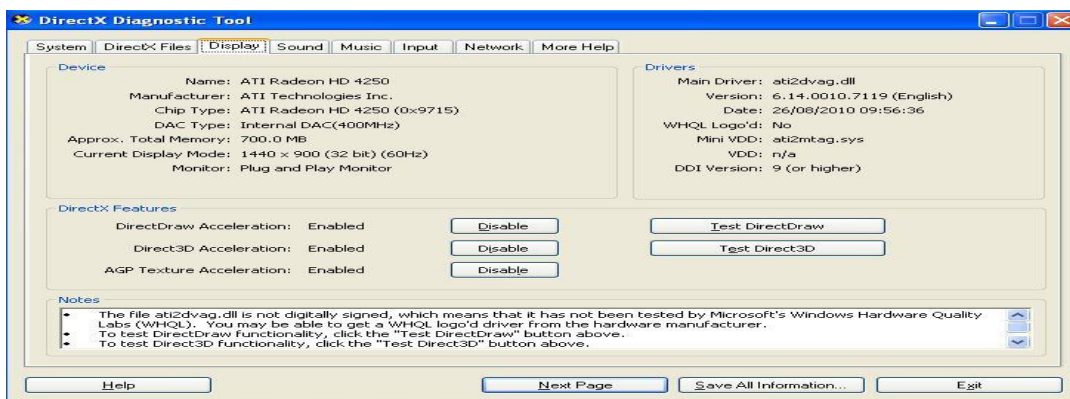 DirectX Diagnostic Tool
System DirectX Files Display Sound Music Input Network More Help
Device
Name: ATI Radeon HD 4250
Manufacturer: ATI Technologies Inc.
Chip Type: ATI Radeon HD 4250 (0x9715)
DAC Type: Internal DAC(400MHz)
Approx. Total Memory: 700.0 MB
Current Display Mode: 1440 x 900 (32 bit) (60Hz)
Monitor: Plug and Play Monitor
Drivers
Main Driver: ati2dvag.dll
Version: 6.14.0010.7119 (English)
Date: 26/08/2010 09:56:36
WHQL Logo'd: No
Mini VDD: ati2mtag.sys
VDD: n/a
DDI Version: 9 (or higher)
DirectX Features
DirectDraw Acceleration: Enabled Disable Test DirectDraw
Direct3D Acceleration: Enabled Disable Test Direct3D
AGP Texture Acceleration: Enabled Disable
Notes
• The file ati2dvag.dll is not digitally signed, which means that it has not been tested by Microsoft's Windows Hardware Quality
Labs (WHQL). You may be able to get a WHQL logo'd driver from the hardware manufacturer.
• To test DirectDraw functionality, click the "Test DirectDraw" button above.
• To test Direct3D functionality, click the "Test Direct3D" button above.
Help Next Page Save All Information... Exit